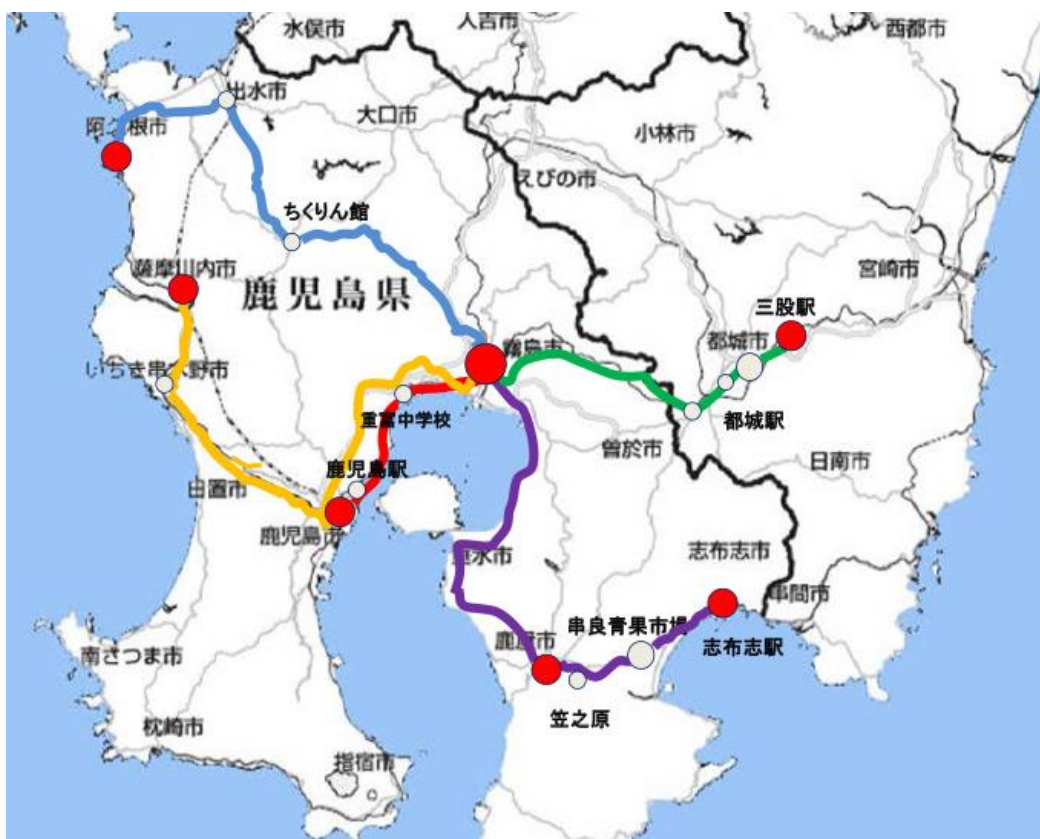 水俣市
人吉市
西都市
出水市
大口市
阿久根市
小林市
えびの市
ちくりん館
薩摩川内市
鹿児島県
宮崎市
三股駅
都城市
霧島市
いちき串木野市
重富中学校
都城駅
曽於市
日南市
鹿児島駅
日置市
鹿児島市
垂水市
志布志市
串間市
串良青果市場
鹿屋市
志布志駅
南さつま市
笠之原
枕崎市
指宿市